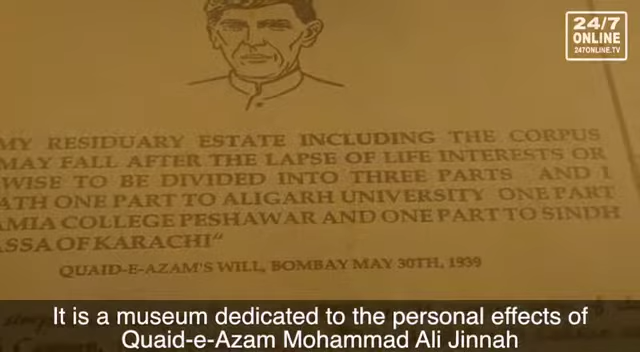 24/7
ONLINE
247ONLINE.TV
MY RESIDUARY ESTATE INCLUDING THE CORPUS
MAY FALL AFTER THE LAPSE OF LIFE INTERESTS OR
WISE TO BE DIVIDED INTO THREE PARTS AND I
ATH ONE PART TO ALIGARH UNIVERSITY ONE PART
AMIA COLLEGE PESHAWAR AND ONE PART TO SINDH
ASSA OF KARACHI"
QUAID-E-AZAM'S WILL, BOMBAY MAY 30TH, 1939
It is a museum dedicated to the personal effects of
Quaid-e-Azam Mohammad Ali Jinnah